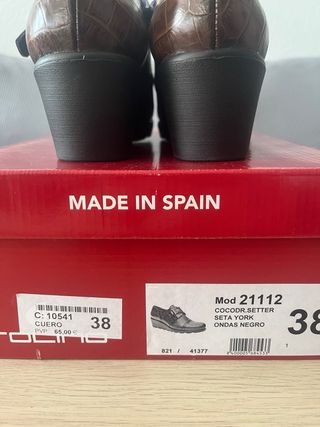 MADE IN SPAIN
C: 10541
CUERO 38
PVP: 65,00 €
Mod 21112
COCODR.SETTER
SETA YORK
ONDAS NEGRO
38
821 / 41377
1